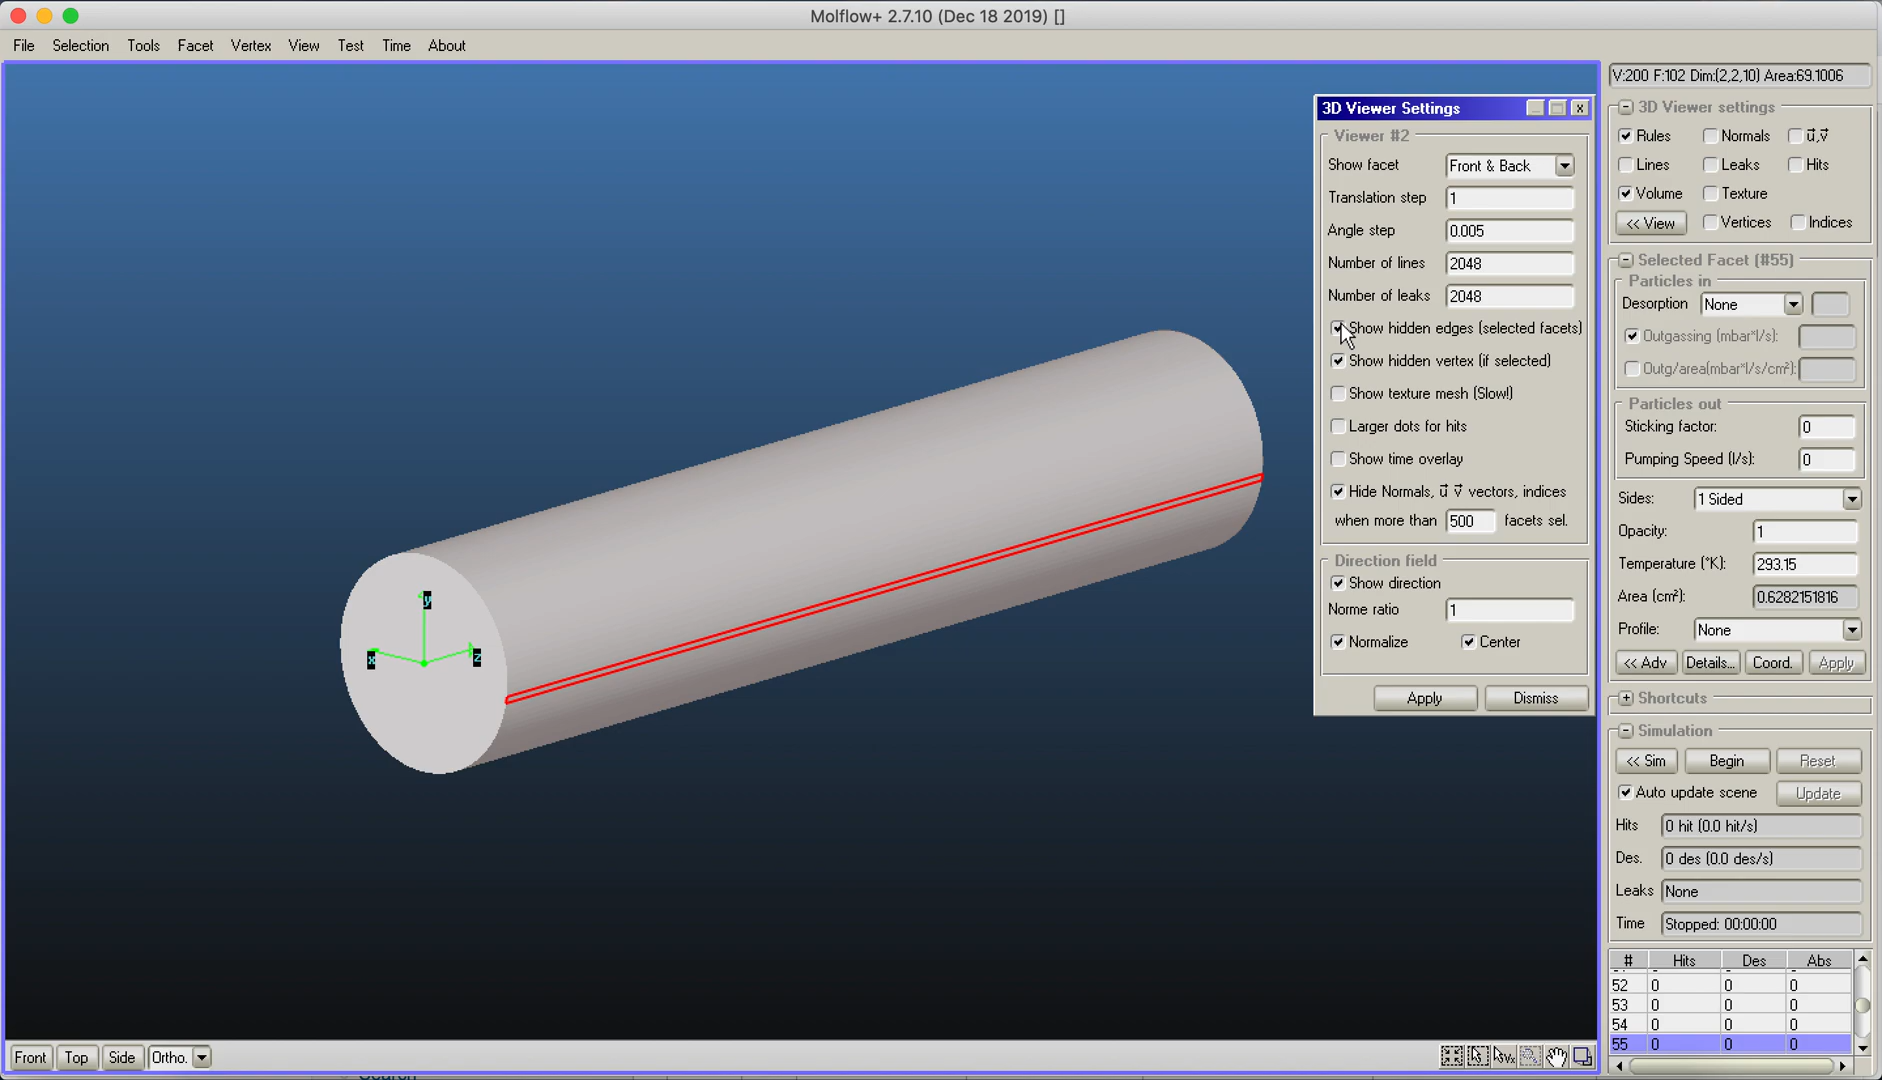 Molflow+ 2.7.10 (Dec 18 2019) []
File Selection Tools Facet Vertex View Test Time About
V:200 F:102 Dim:(2,2,10) Area:69.1006
3D Viewer settings
Rules Normals u,v
Lines Leaks Hits
Volume Texture
<< View Vertices Indices
Selected Facet (#55)
Particles in
Desorption None
Outgassing (mbar*l/s):
Outg/area(mbar*l/s/cm²):
Particles out
Sticking factor: 0
Pumping Speed (l/s): 0
Sides: 1 Sided
Opacity: 1
Temperature (°K): 293.15
Area (cm²): 0.6282151816
Profile: None
<< Adv Details... Coord. Apply
Shortcuts
Simulation
<< Sim Begin Reset
Auto update scene Update
Hits 0 hit (0.0 hit/s)
Des. 0 des (0.0 des/s)
Leaks None
Time Stopped: 00:00:00
# Hits Des Abs
52 0 0 0
53 0 0 0
54 0 0 0
55 0 0 0
3D Viewer Settings
Viewer #2
Show facet Front & Back
Translation step 1
Angle step 0.005
Number of lines 2048
Number of leaks 2048
Show hidden edges (selected facets)
Show hidden vertex (if selected)
Show texture mesh (Slow!)
Larger dots for hits
Show time overlay
Hide Normals, u v vectors, indices
when more than 500 facets sel.
Direction field
Show direction
Norme ratio 1
Normalize Center
Apply Dismiss
y
x z
Front Top Side Ortho.